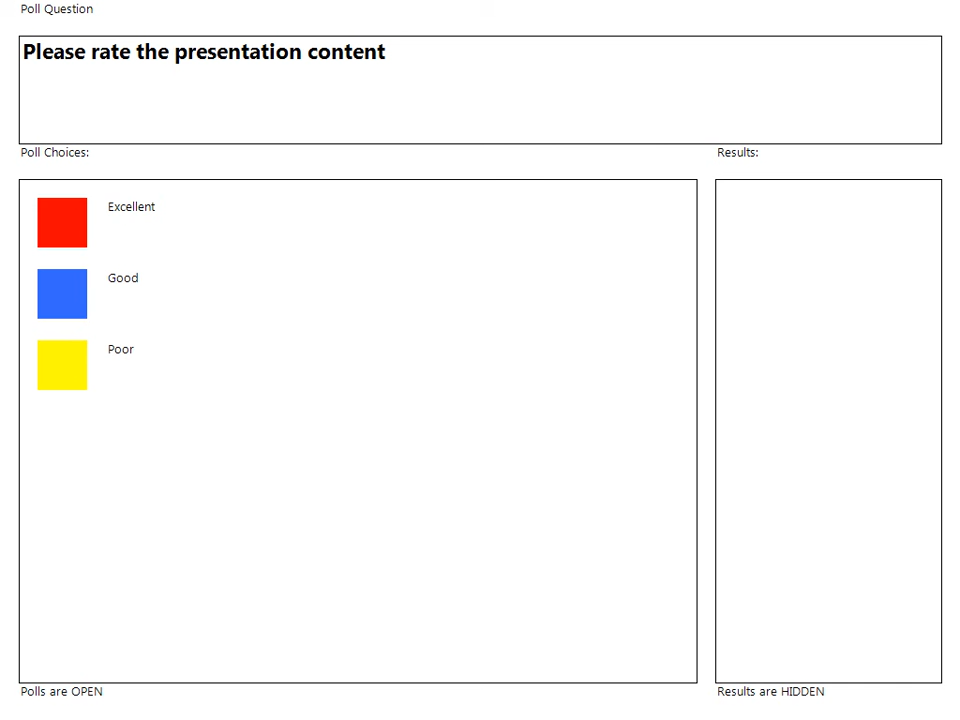 Poll Question
Please rate the presentation content
Poll Choices:
Results:
Excellent
Good
Poor
Polls are OPEN
Results are HIDDEN